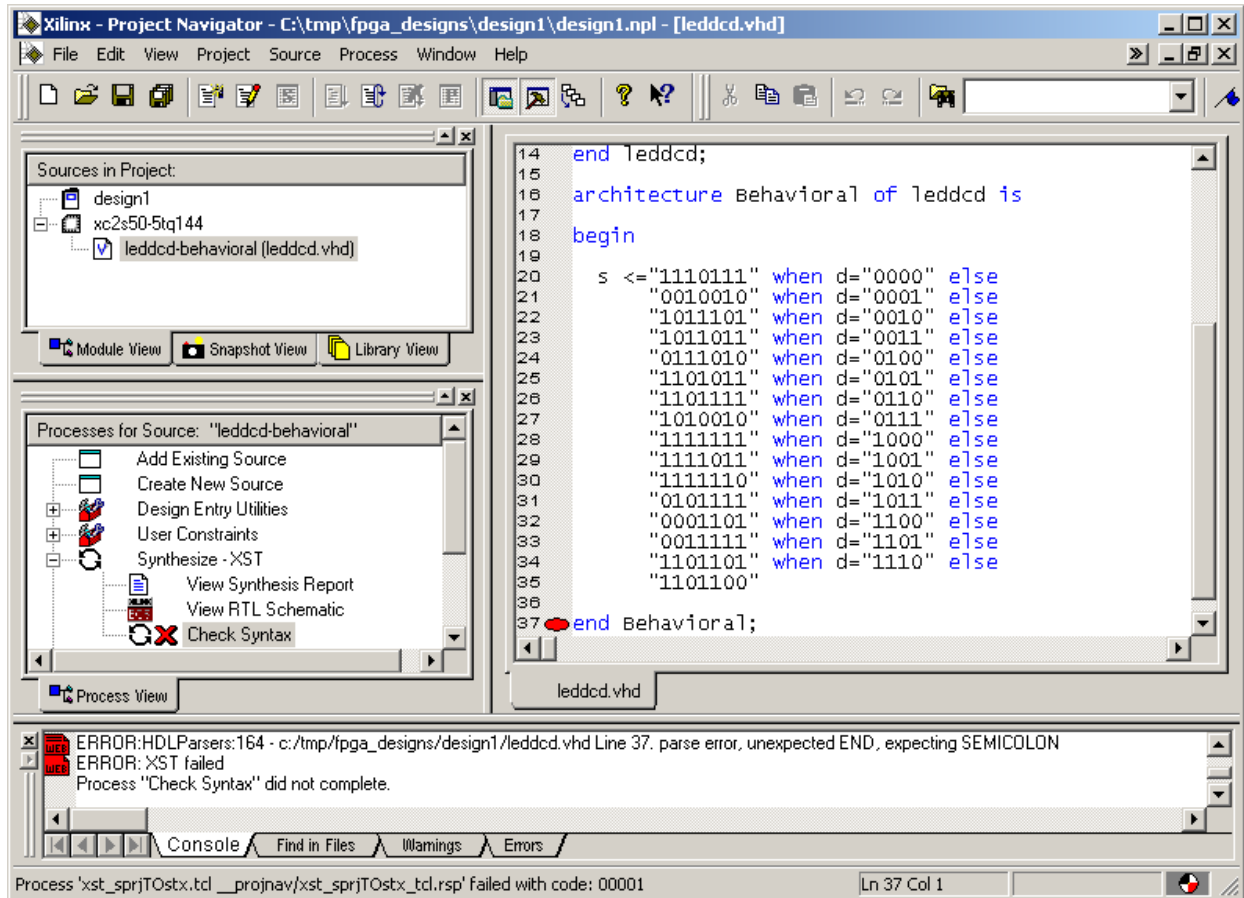 Xilinx - Project Navigator - C:\tmp\fpga_designs\design1\design1.npl - [leddcd.vhd]
File Edit View Project Source Process Window Help
Sources in Project:
design1
xc2s50-5tq144
leddcd-behavioral (leddcd.vhd)
Module View Snapshot View Library View
Processes for Source: "leddcd-behavioral"
Add Existing Source
Create New Source
Design Entry Utilities
User Constraints
Synthesize - XST
View Synthesis Report
View RTL Schematic
Check Syntax
Process View
14 end leddcd;
15
16 architecture Behavioral of leddcd is
17
18 begin
19
20 s <="1110111" when d="0000" else
21 "0010010" when d="0001" else
22 "1011101" when d="0010" else
23 "1011011" when d="0011" else
24 "0111010" when d="0100" else
25 "1101011" when d="0101" else
26 "1101111" when d="0110" else
27 "1010010" when d="0111" else
28 "1111111" when d="1000" else
29 "1111011" when d="1001" else
30 "1111110" when d="1010" else
31 "0101111" when d="1011" else
32 "0001101" when d="1100" else
33 "0011111" when d="1101" else
34 "1101101" when d="1110" else
35 "1101100"
36
37 end Behavioral;
leddcd.vhd
WEB ERROR:HDLParsers:164 - c:/tmp/fpga_designs/design1/leddcd.vhd Line 37. parse error, unexpected END, expecting SEMICOLON
WEB ERROR: XST failed
Process "Check Syntax" did not complete.
Console Find in Files Warnings Errors
Process 'xst_sprjTOstx.tcl __projnav/xst_sprjTOstx_tcl.rsp' failed with code: 00001 Ln 37 Col 1